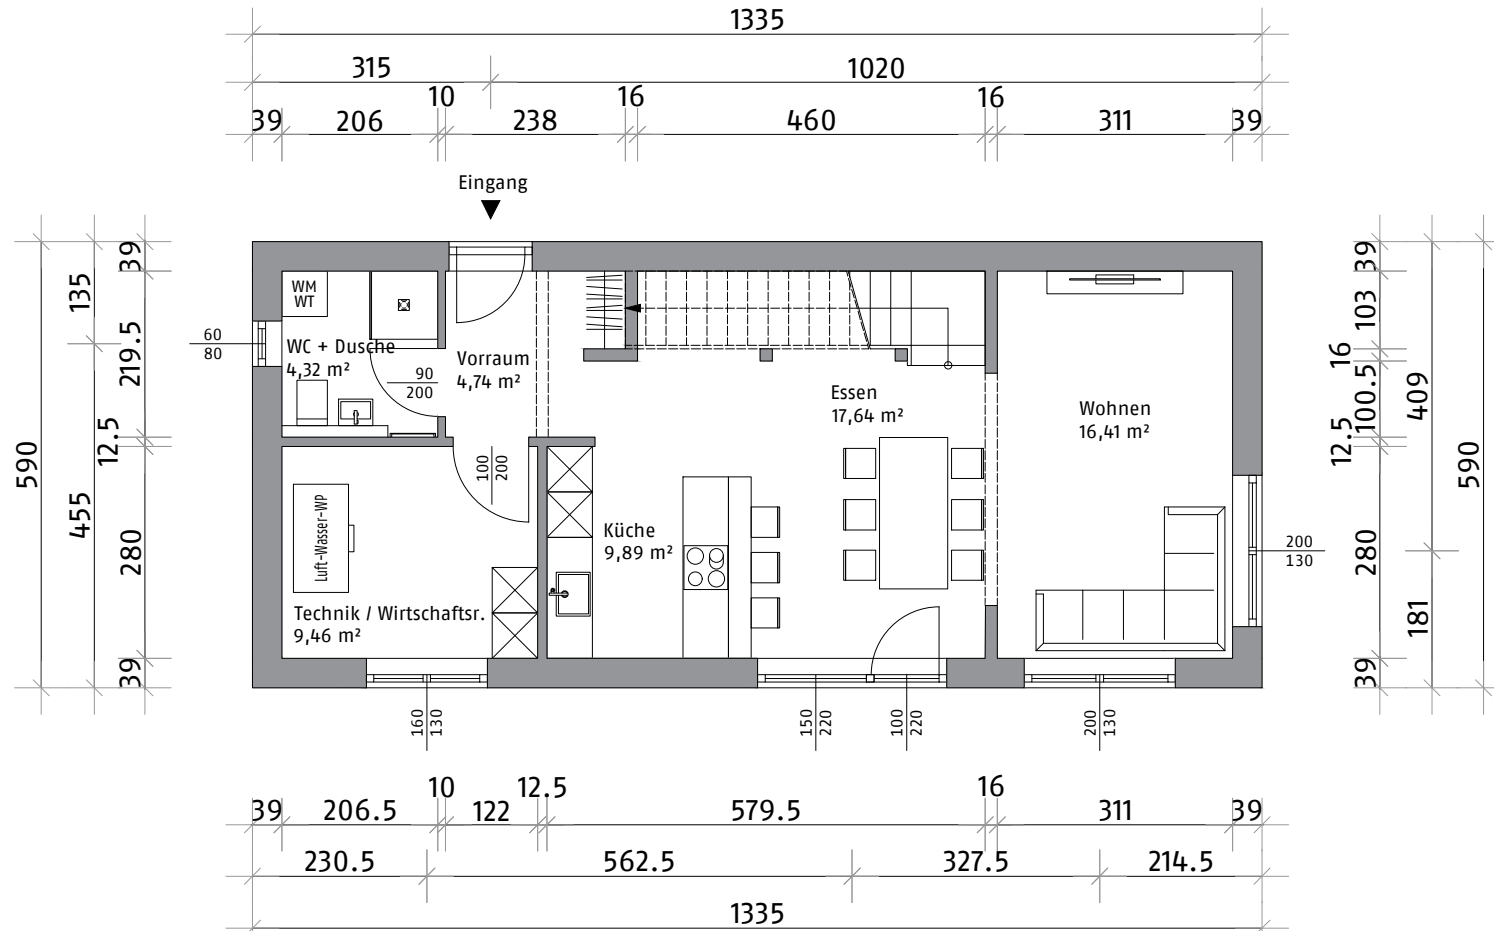 1335
315 1020
10 16 16
39 206 238 460 311 39
Eingang
39
135
219.5
590
12.5
455
280
39
60
80
WM
WT
WC + Dusche
4,32 m²
90
200
Vorraum
4,74 m²
Essen
17,64 m²
Wohnen
16,41 m²
100
200
Luft-Wasser-WP
Küche
9,89 m²
Technik / Wirtschaftsr.
9,46 m²
39
103
16
100.5
409
12.5
590
280
181
39
200
130
160
130
150
220
100
220
200
130
10 12.5 16
39 206.5 122 579.5 311 39
230.5 562.5 327.5 214.5
1335